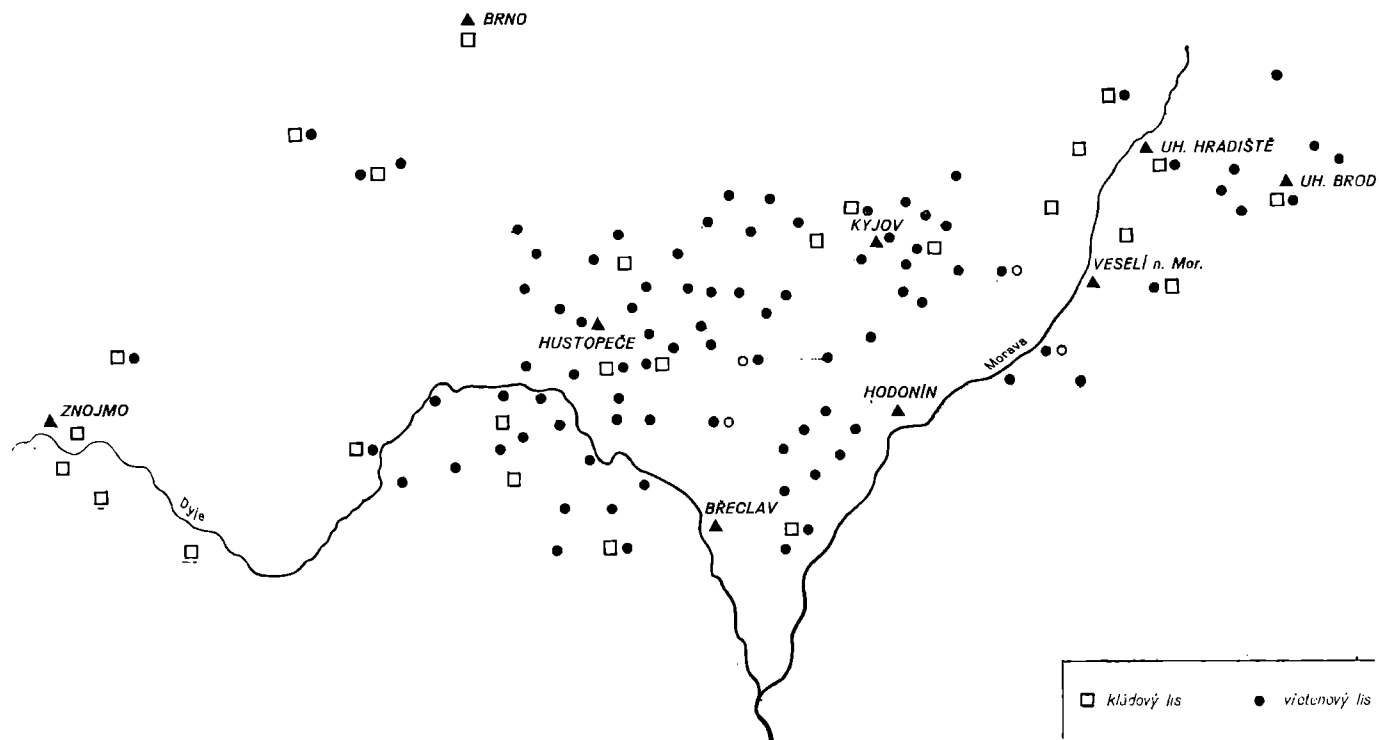 BRNO
UH. HRADIŠTĚ
UH. BROD
KYJOV
VESELÍ n. Mor.
HUSTOPEČE
Morava
HODONÍN
ZNOJMO
Dyje
BŘECLAV
kládový lis
vřetenový lis